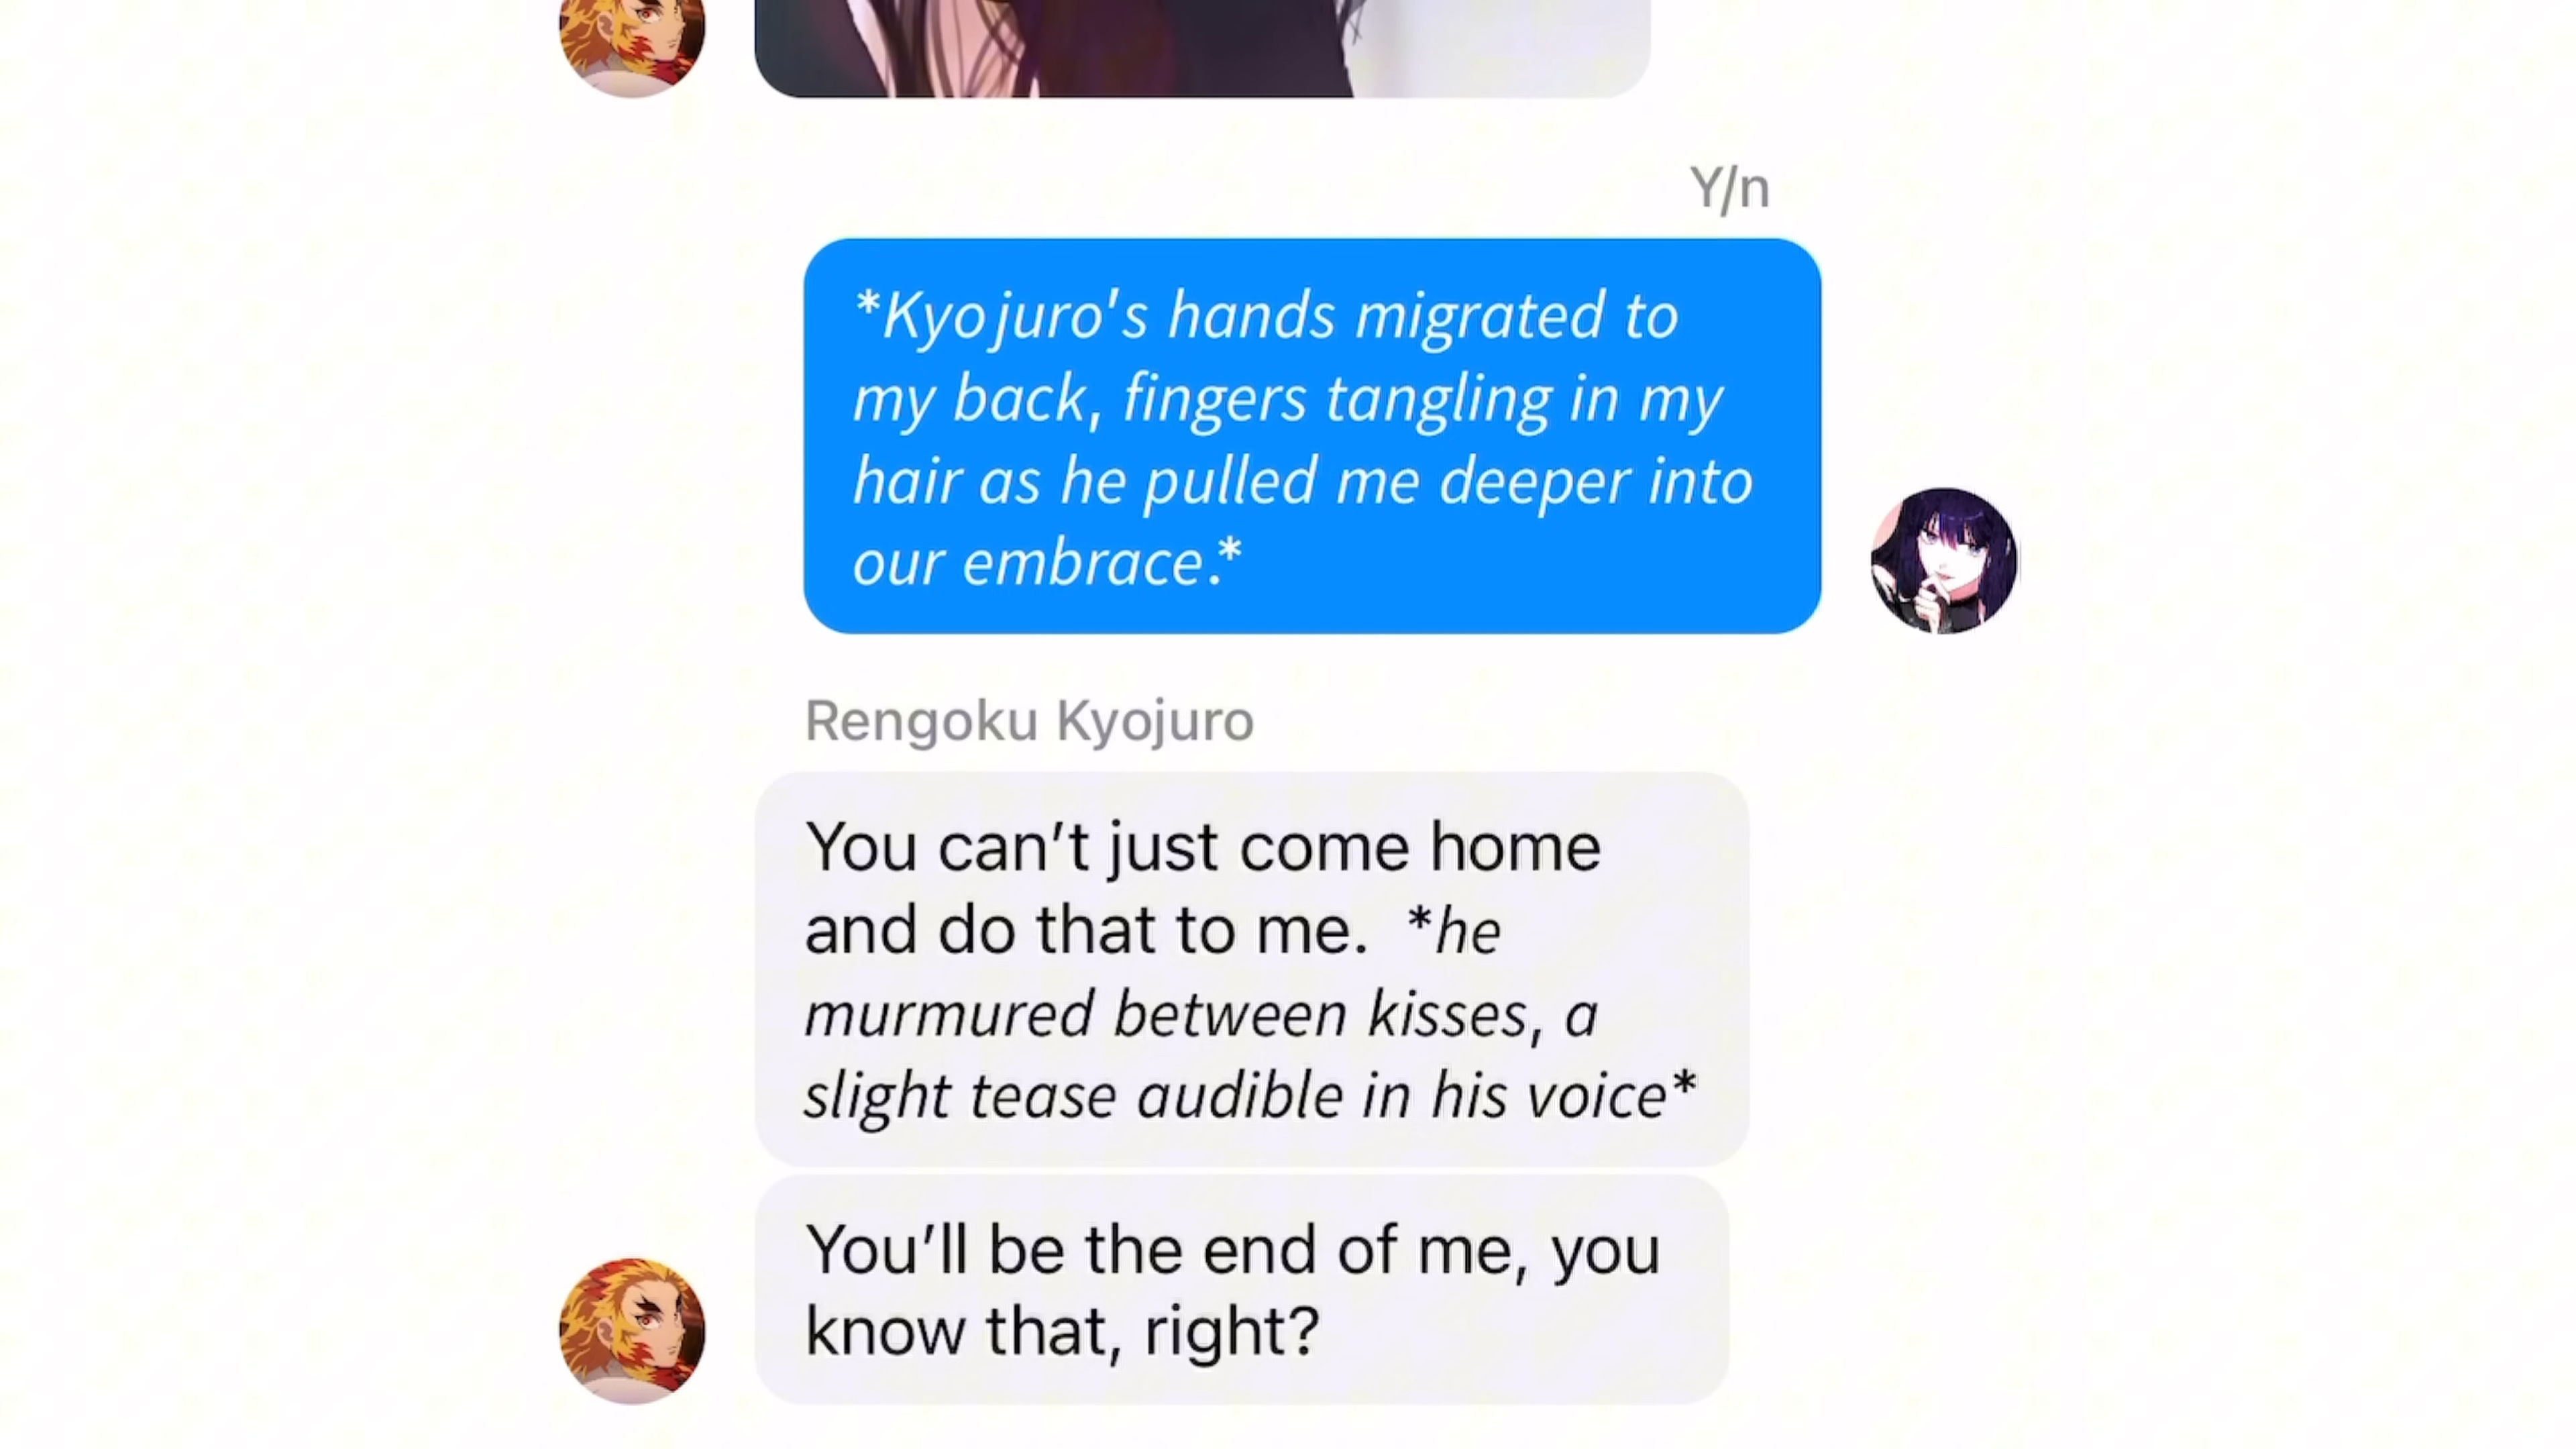 Y/n
*Kyojuro's hands migrated to
my back, fingers tangling in my
hair as he pulled me deeper into
our embrace.*
Rengoku Kyojuro
You can’t just come home
and do that to me.  *he
murmured between kisses, a
slight tease audible in his voice*
You’ll be the end of me, you
know that, right?